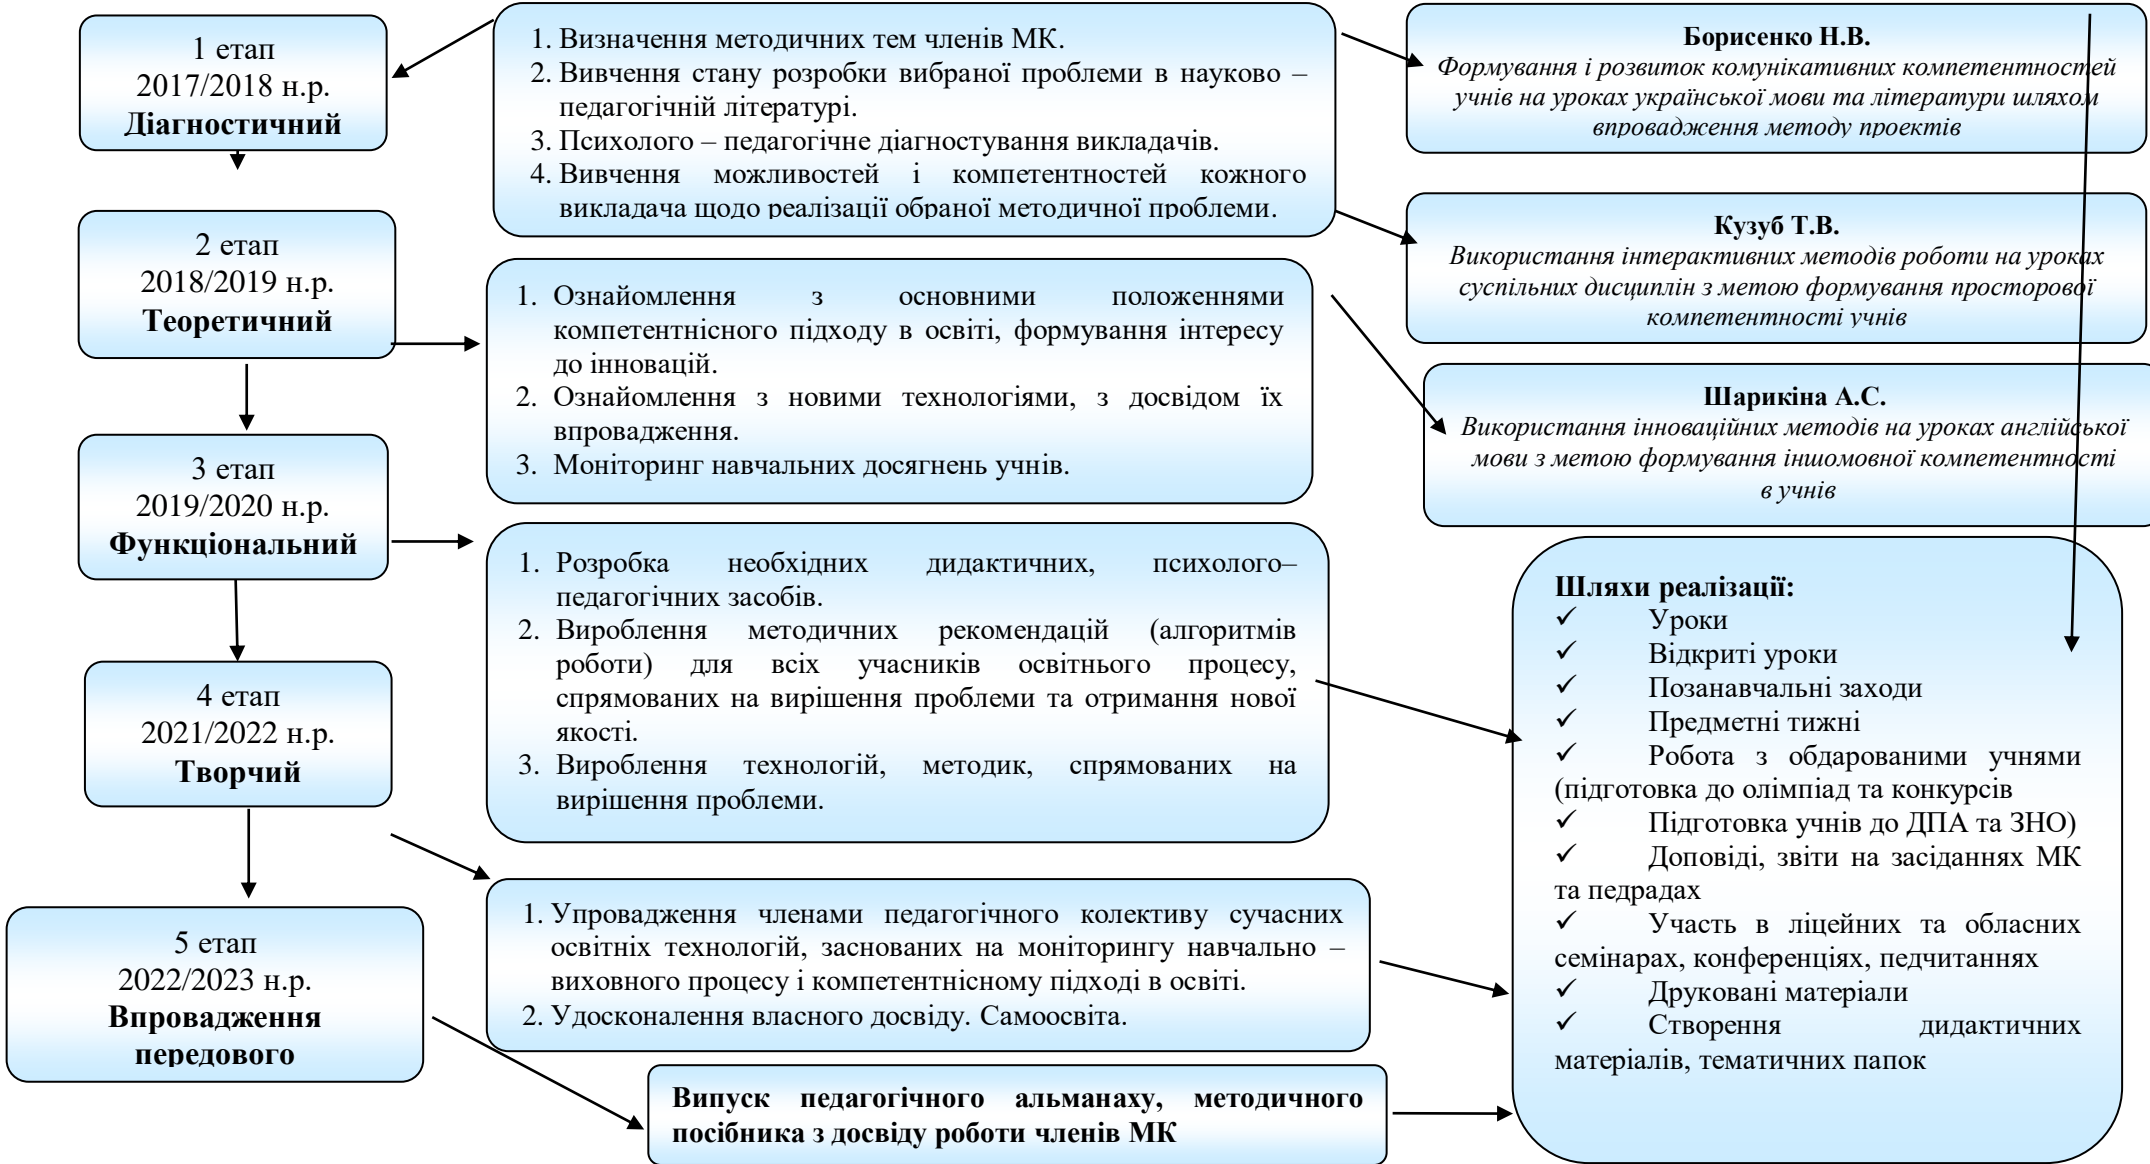 1 етап
2017/2018 н.р.
Діагностичний
2 етап
2018/2019 н.р.
Теоретичний
3 етап
2019/2020 н.р.
Функціональний
4 етап
2021/2022 н.р.
Творчий
5 етап
2022/2023 н.р.
Впровадження
передового
1. Визначення методичних тем членів МК.
2. Вивчення стану розробки вибраної проблеми в науково –
педагогічній літературі.
3. Психолого – педагогічне діагностування викладачів.
4. Вивчення можливостей і компетентностей кожного
викладача щодо реалізації обраної методичної проблеми.
1. Ознайомлення з основними положеннями
компетентнісного підходу в освіті, формування інтересу
до інновацій.
2. Ознайомлення з новими технологіями, з досвідом їх
впровадження.
3. Моніторинг навчальних досягнень учнів.
1. Розробка необхідних дидактичних, психолого–
педагогічних засобів.
2. Вироблення методичних рекомендацій (алгоритмів
роботи) для всіх учасників освітнього процесу,
спрямованих на вирішення проблеми та отримання нової
якості.
3. Вироблення технологій, методик, спрямованих на
вирішення проблеми.
1. Упровадження членами педагогічного колективу сучасних
освітніх технологій, заснованих на моніторингу навчально –
виховного процесу і компетентнісному підході в освіті.
2. Удосконалення власного досвіду. Самоосвіта.
Випуск педагогічного альманаху, методичного
посібника з досвіду роботи членів МК
Борисенко Н.В.
Формування і розвиток комунікативних компетентностей
учнів на уроках української мови та літератури шляхом
впровадження методу проектів
Кузуб Т.В.
Використання інтерактивних методів роботи на уроках
суспільних дисциплін з метою формування просторової
компетентності учнів
Шарикіна А.С.
Використання інноваційних методів на уроках англійської
мови з метою формування іншомовної компетентності
в учнів
Шляхи реалізації:
✓ Уроки
✓ Відкриті уроки
✓ Позанавчальні заходи
✓ Предметні тижні
✓ Робота з обдарованими учнями
(підготовка до олімпіад та конкурсів
✓ Підготовка учнів до ДПА та ЗНО)
✓ Доповіді, звіти на засіданнях МК
та педрадах
✓ Участь в ліцейних та обласних
семінарах, конференціях, педчитаннях
✓ Друковані матеріали
✓ Створення дидактичних
матеріалів, тематичних папок